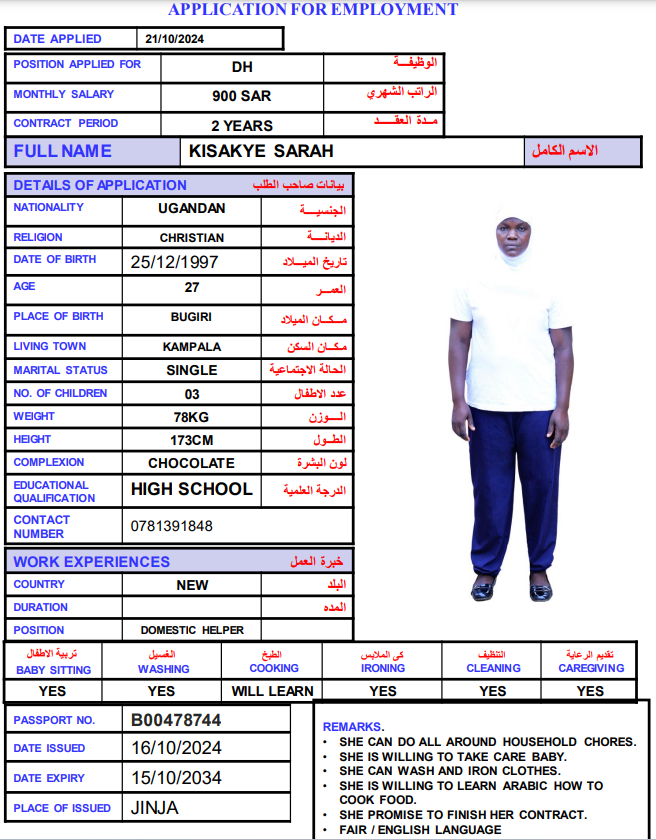 APPLICATION FOR EMPLOYMENT
DATE APPLIED 21/10/2024
POSITION APPLIED FOR DH الوظيفـــة
MONTHLY SALARY 900 SAR الراتب الشهري
CONTRACT PERIOD 2 YEARS مـدة العقـــد
FULL NAME KISAKYE SARAH الاسم الكامل
DETAILS OF APPLICATION بيانات صاحب الطلب
NATIONALITY UGANDAN الجنسيـــة
RELIGION CHRISTIAN الديانـــة
DATE OF BIRTH 25/12/1997 تاريخ الميـــلاد
AGE 27 العمـــر
PLACE OF BIRTH BUGIRI مـكـــان الميلاد
LIVING TOWN KAMPALA مكـان السكن
MARITAL STATUS SINGLE الحالة الاجتماعية
NO. OF CHILDREN 03 عدد الاطفال
WEIGHT 78KG الـــوزن
HEIGHT 173CM الطـول
COMPLEXION CHOCOLATE لون البشرة
EDUCATIONAL QUALIFICATION HIGH SCHOOL الدرجة العلمية
CONTACT NUMBER 0781391848
WORK EXPERIENCES خبرة العمل
COUNTRY NEW البلد
DURATION المده
POSITION DOMESTIC HELPER
تربية الاطفال الغسيل الطبخ كي الملابس التنظيف تقديم الرعاية
BABY SITTING WASHING COOKING IRONING CLEANING CAREGIVING
YES YES WILL LEARN YES YES YES
PASSPORT NO. B00478744
DATE ISSUED 16/10/2024
DATE EXPIRY 15/10/2034
PLACE OF ISSUED JINJA
REMARKS.
• SHE CAN DO ALL AROUND HOUSEHOLD CHORES.
• SHE IS WILLING TO TAKE CARE BABY.
• SHE CAN WASH AND IRON CLOTHES.
• SHE IS WILLING TO LEARN ARABIC HOW TO
COOK FOOD.
• SHE PROMISE TO FINISH HER CONTRACT.
• FAIR / ENGLISH LANGUAGE